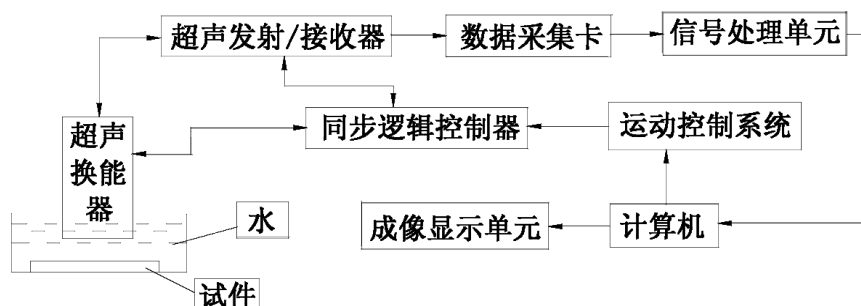 超声发射/接收器
数据采集卡
信号处理单元
超声
换能
器
同步逻辑控制器
运动控制系统
水
成像显示单元
计算机
试件